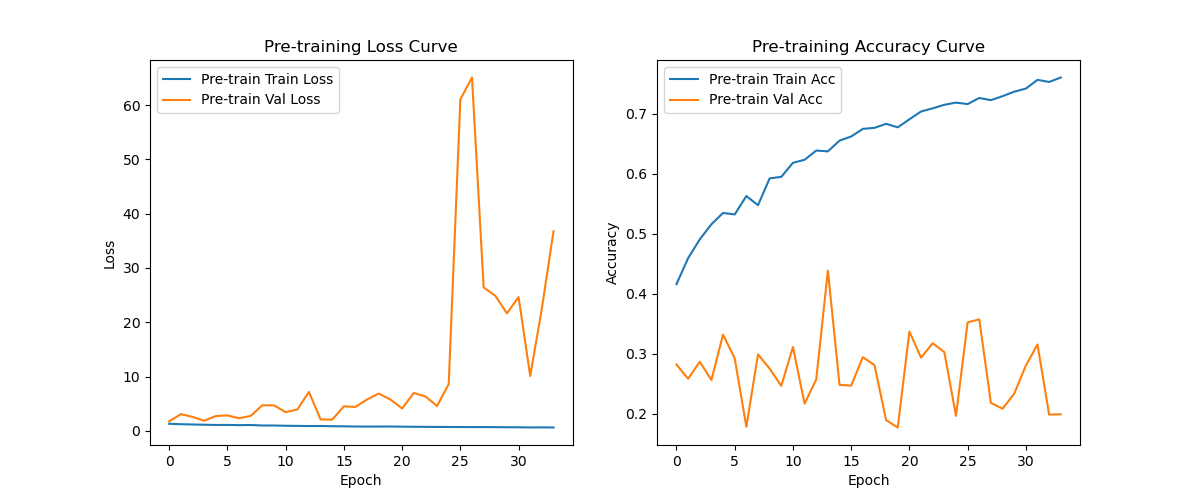 Pre-training Loss Curve
Pre-train Train Loss
Pre-train Val Loss
Loss
60
50
40
30
20
10
0
0 5 10 15 20 25 30
Epoch
Pre-training Accuracy Curve
Pre-train Train Acc
Pre-train Val Acc
Accuracy
0.7
0.6
0.5
0.4
0.3
0.2
0 5 10 15 20 25 30
Epoch